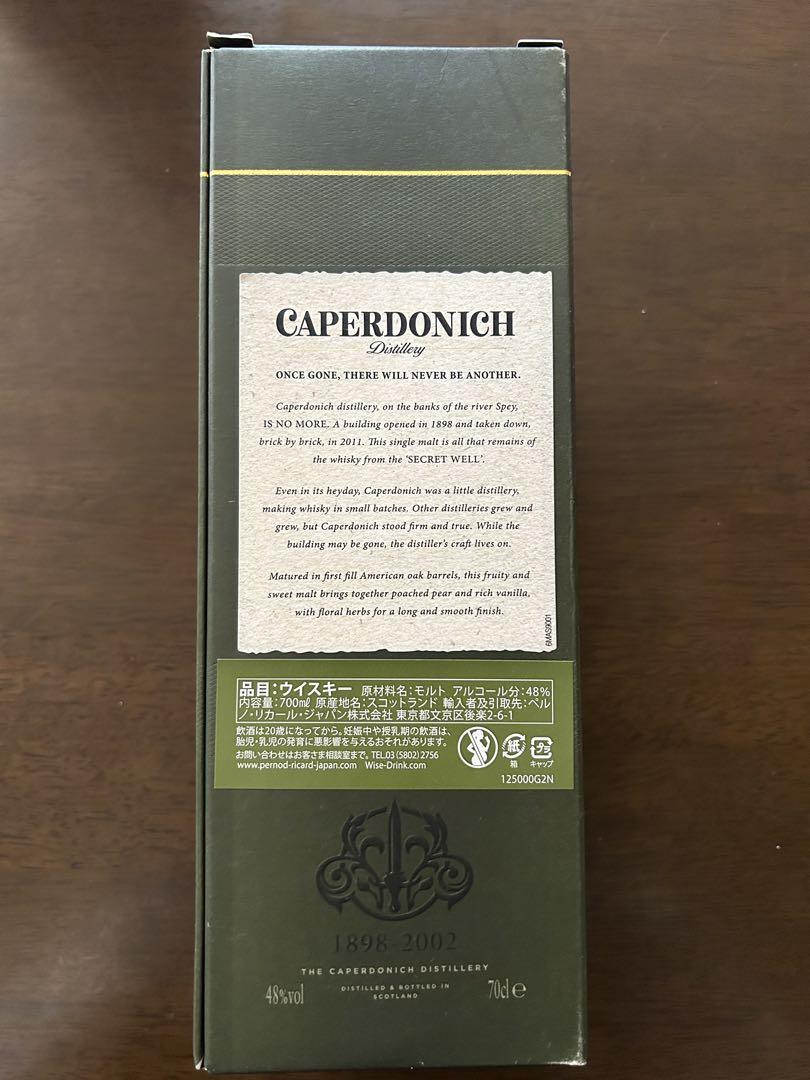 CAPERDONICH
Distillery
ONCE GONE, THERE WILL NEVER BE ANOTHER.
Caperdonich distillery, on the banks of the river Spey,
IS NO MORE. A building opened in 1898 and taken down,
brick by brick, in 2011. This single malt is all that remains of
the whisky from the ‘SECRET WELL’.
Even in its heyday, Caperdonich was a little distillery,
making whisky in small batches. Other distilleries grew and
grew, but Caperdonich stood firm and true. While the
building may be gone, the distiller’s craft lives on.
Matured in first fill American oak barrels, this fruity and
sweet malt brings together poached pear and rich vanilla,
with floral herbs for a long and smooth finish.
6MAS9001
品目:ウイスキー 原材料名:モルト アルコール分:48%
内容量:700㎖ 原産地名:スコットランド 輸入者及引取先:ペル
ノ・リカール・ジャパン株式会社 東京都文京区後楽2-6-1
飲酒は20歳になってから。妊娠中や授乳期の飲酒は、
胎児・乳児の発育に悪影響を与えるおそれがあります。
お問い合わせはお客さま相談室まで。TEL.03 (5802) 2756
www.pernod-ricard-japan.com Wise-Drink.com
紙
箱
プラ
キャップ
125000G2N
1898-2002
THE CAPERDONICH DISTILLERY
48%vol
DISTILLED & BOTTLED IN
SCOTLAND
70cl e